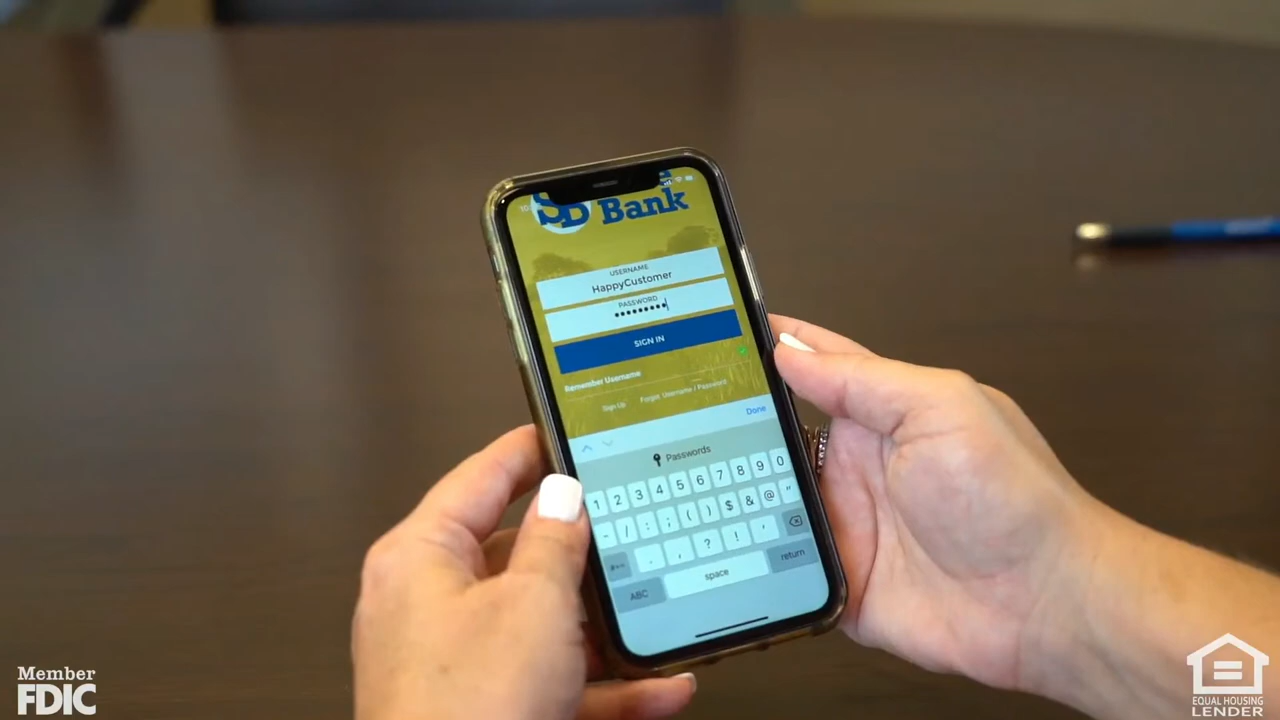 SB Bank
USERNAME
HappyCustomer
PASSWORD
SIGN IN
Remember Username
Sign Up Forgot Username / Password
Done
Passwords
1 2 3 4 5 6 7 8 9 0
- / : ; ( ) $ & @ "
#+= . , ? ! '
ABC space return
Member
FDIC
EQUAL HOUSING
LENDER